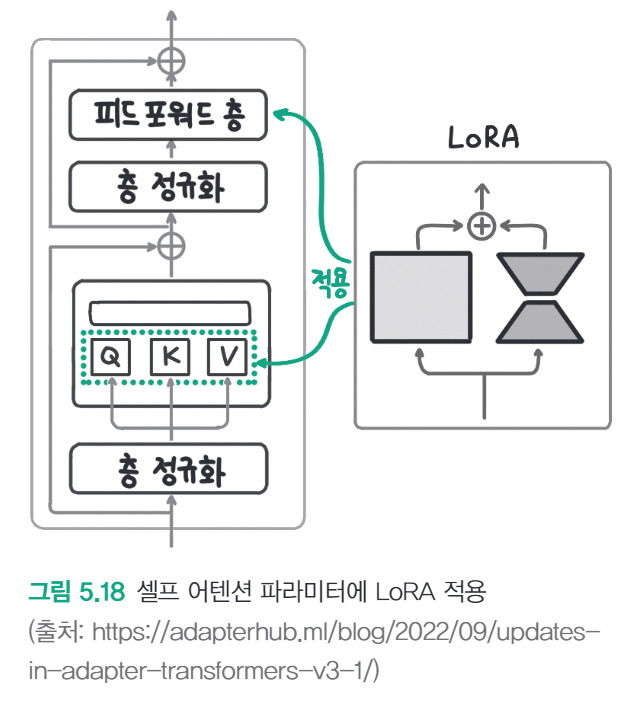 피드 포워드 층
LoRA
층 정규화
적용
Q K V
층 정규화
그림 5.18 셀프 어텐션 파라미터에 LoRA 적용
(출처: https://adapterhub.ml/blog/2022/09/updates-
in-adapter-transformers-v3-1/)